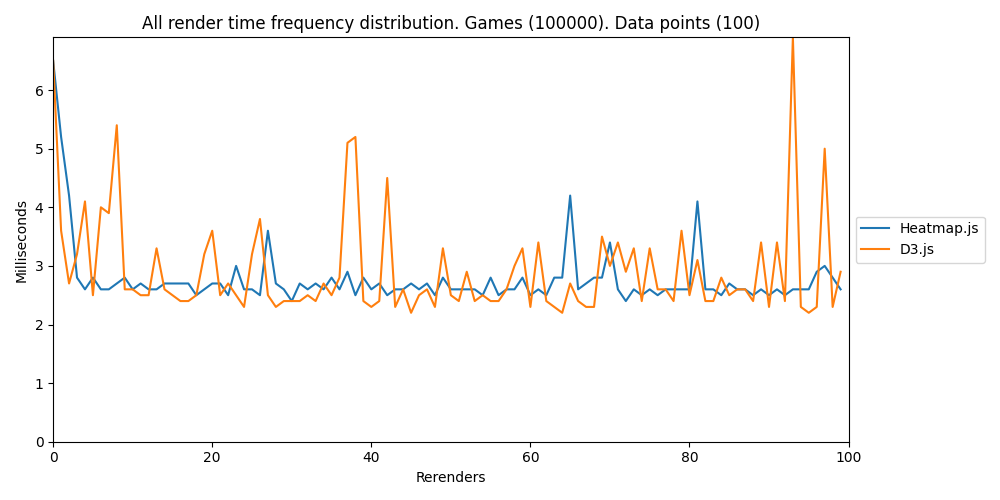 All render time frequency distribution. Games (100000). Data points (100)
6
5
4
3
2
1
0
Milliseconds
0 20 40 60 80 100
Rerenders
Heatmap.js
D3.js